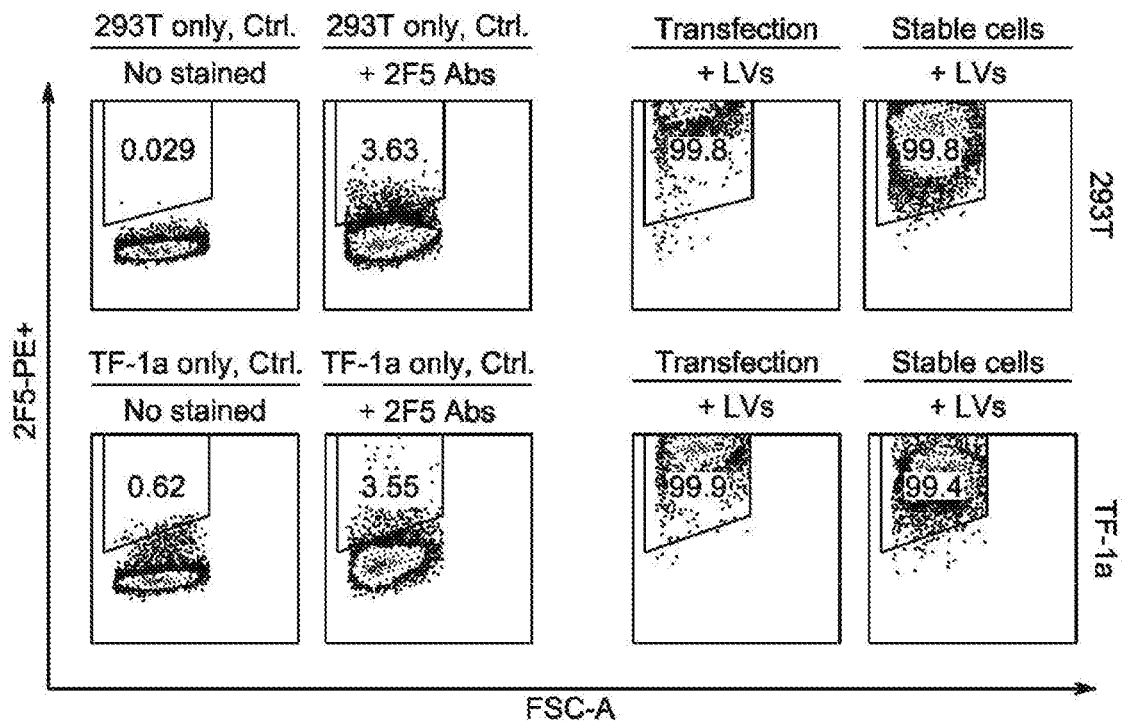 293T only, Ctrl. 293T only, Ctrl. Transfection Stable cells
No stained + 2F5 Abs + LVs + LVs
0.029 3.63 99.8 99.8
293T
TF-1a only, Ctrl. TF-1a only, Ctrl. Transfection Stable cells
No stained + 2F5 Abs + LVs + LVs
0.62 3.55 99.9 99.4
TF-1a
2F5-PE+
FSC-A